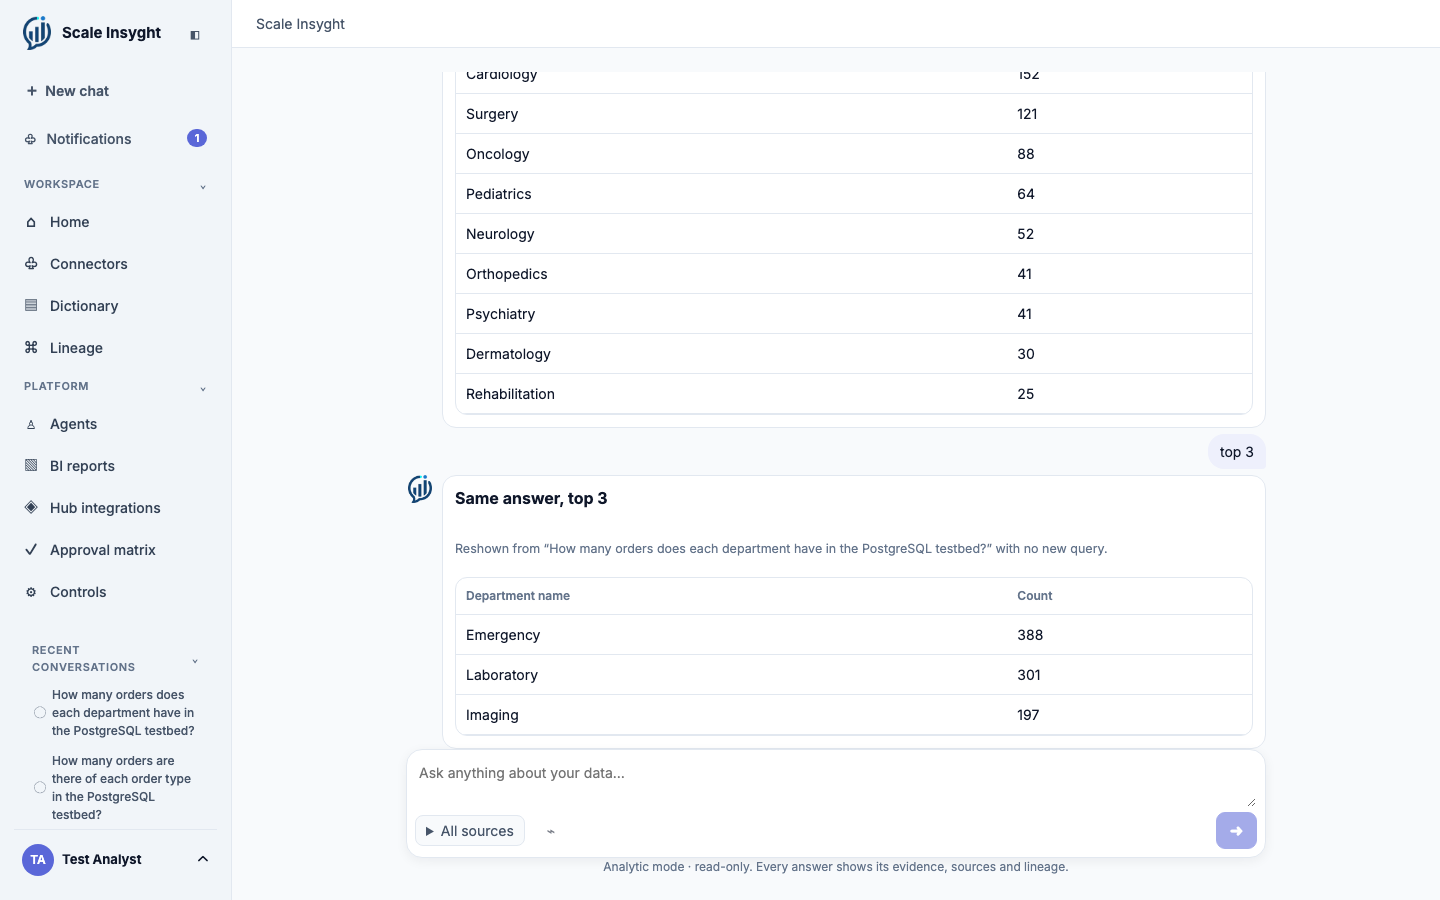 Scale Insyght
New chat
Notifications 1
WORKSPACE
Home
Connectors
Dictionary
Lineage
PLATFORM
Agents
BI reports
Hub integrations
Approval matrix
Controls
RECENT
CONVERSATIONS
How many orders does
each department have in
the PostgreSQL testbed?
How many orders are
there of each order type
in the PostgreSQL
testbed?
TA Test Analyst
Scale Insyght
Cardiology 152
Surgery 121
Oncology 88
Pediatrics 64
Neurology 52
Orthopedics 41
Psychiatry 41
Dermatology 30
Rehabilitation 25
top 3
Same answer, top 3
Reshown from “How many orders does each department have in the PostgreSQL testbed?” with no new query.
Department name Count
Emergency 388
Laboratory 301
Imaging 197
Ask anything about your data...
All sources
Analytic mode · read-only. Every answer shows its evidence, sources and lineage.